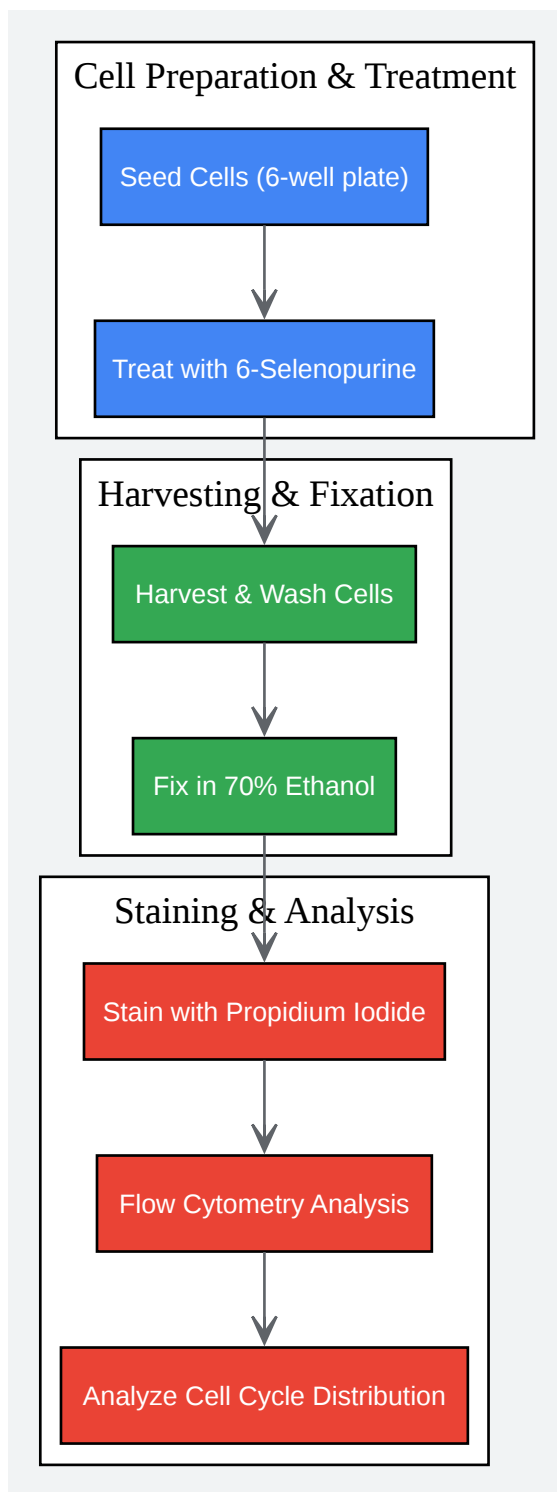 Cell Preparation & Treatment
Seed Cells (6-well plate)
Treat with 6-Selenopurine
Harvesting & Fixation
Harvest & Wash Cells
Fix in 70% Ethanol
Staining & Analysis
Stain with Propidium Iodide
Flow Cytometry Analysis
Analyze Cell Cycle Distribution